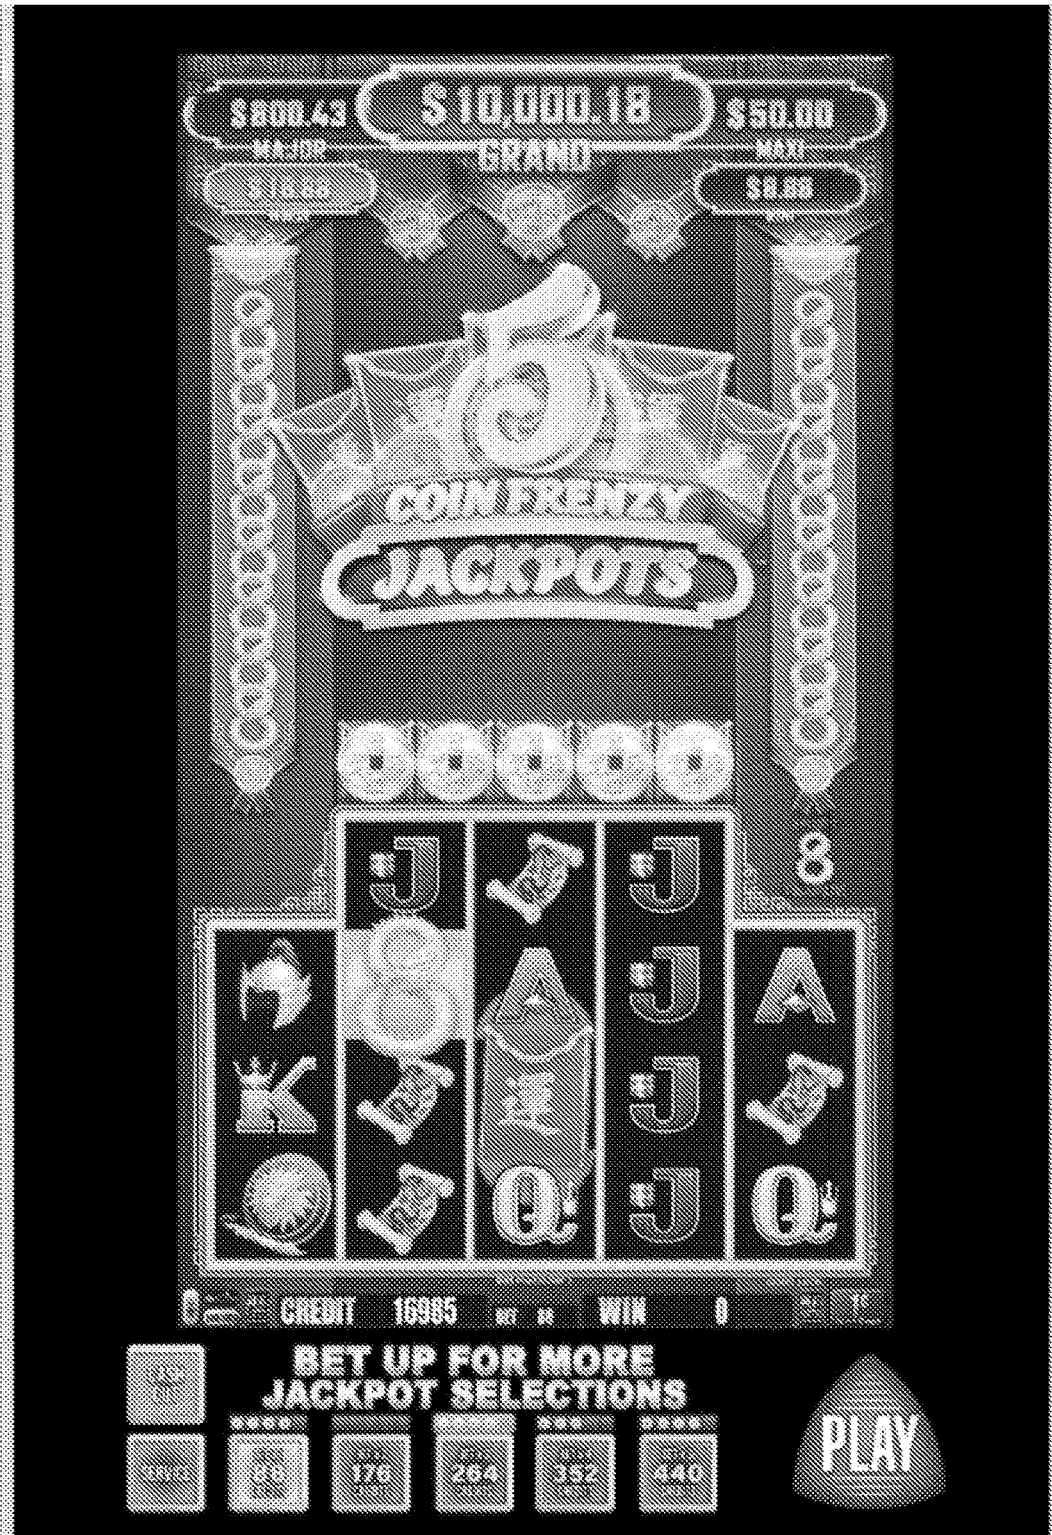 $10,000.18
$800.43
$50.00
MAJOR
GRAND
MAXI
$8.88
5
COIN FRENZY
JACKPOTS
J
J
8
A
J
A
K
J
Q
J
Q
CREDIT 16985
WIN 0
BET UP FOR MORE
JACKPOT SELECTIONS
PLAY
88 176 264 352 440